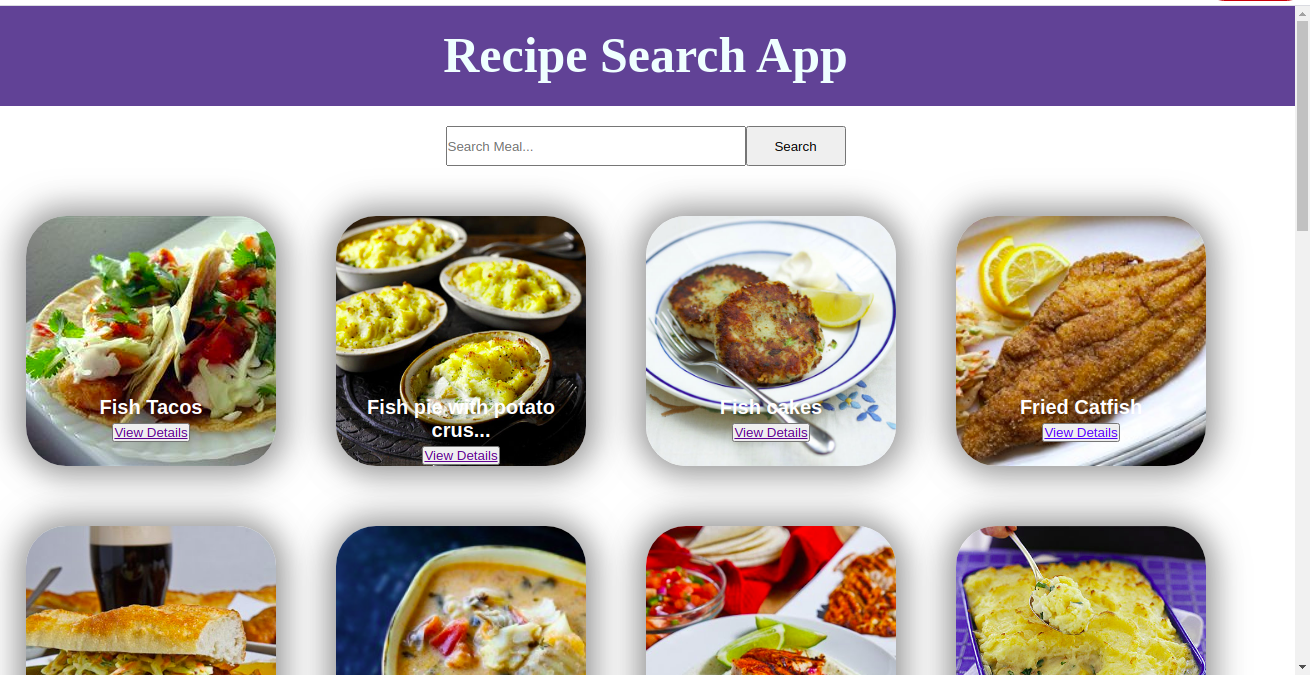 Recipe Search App
Search Meal...
Search
Fish Tacos
View Details
Fish pie with potato
crus...
View Details
Fish cakes
View Details
Fried Catfish
View Details